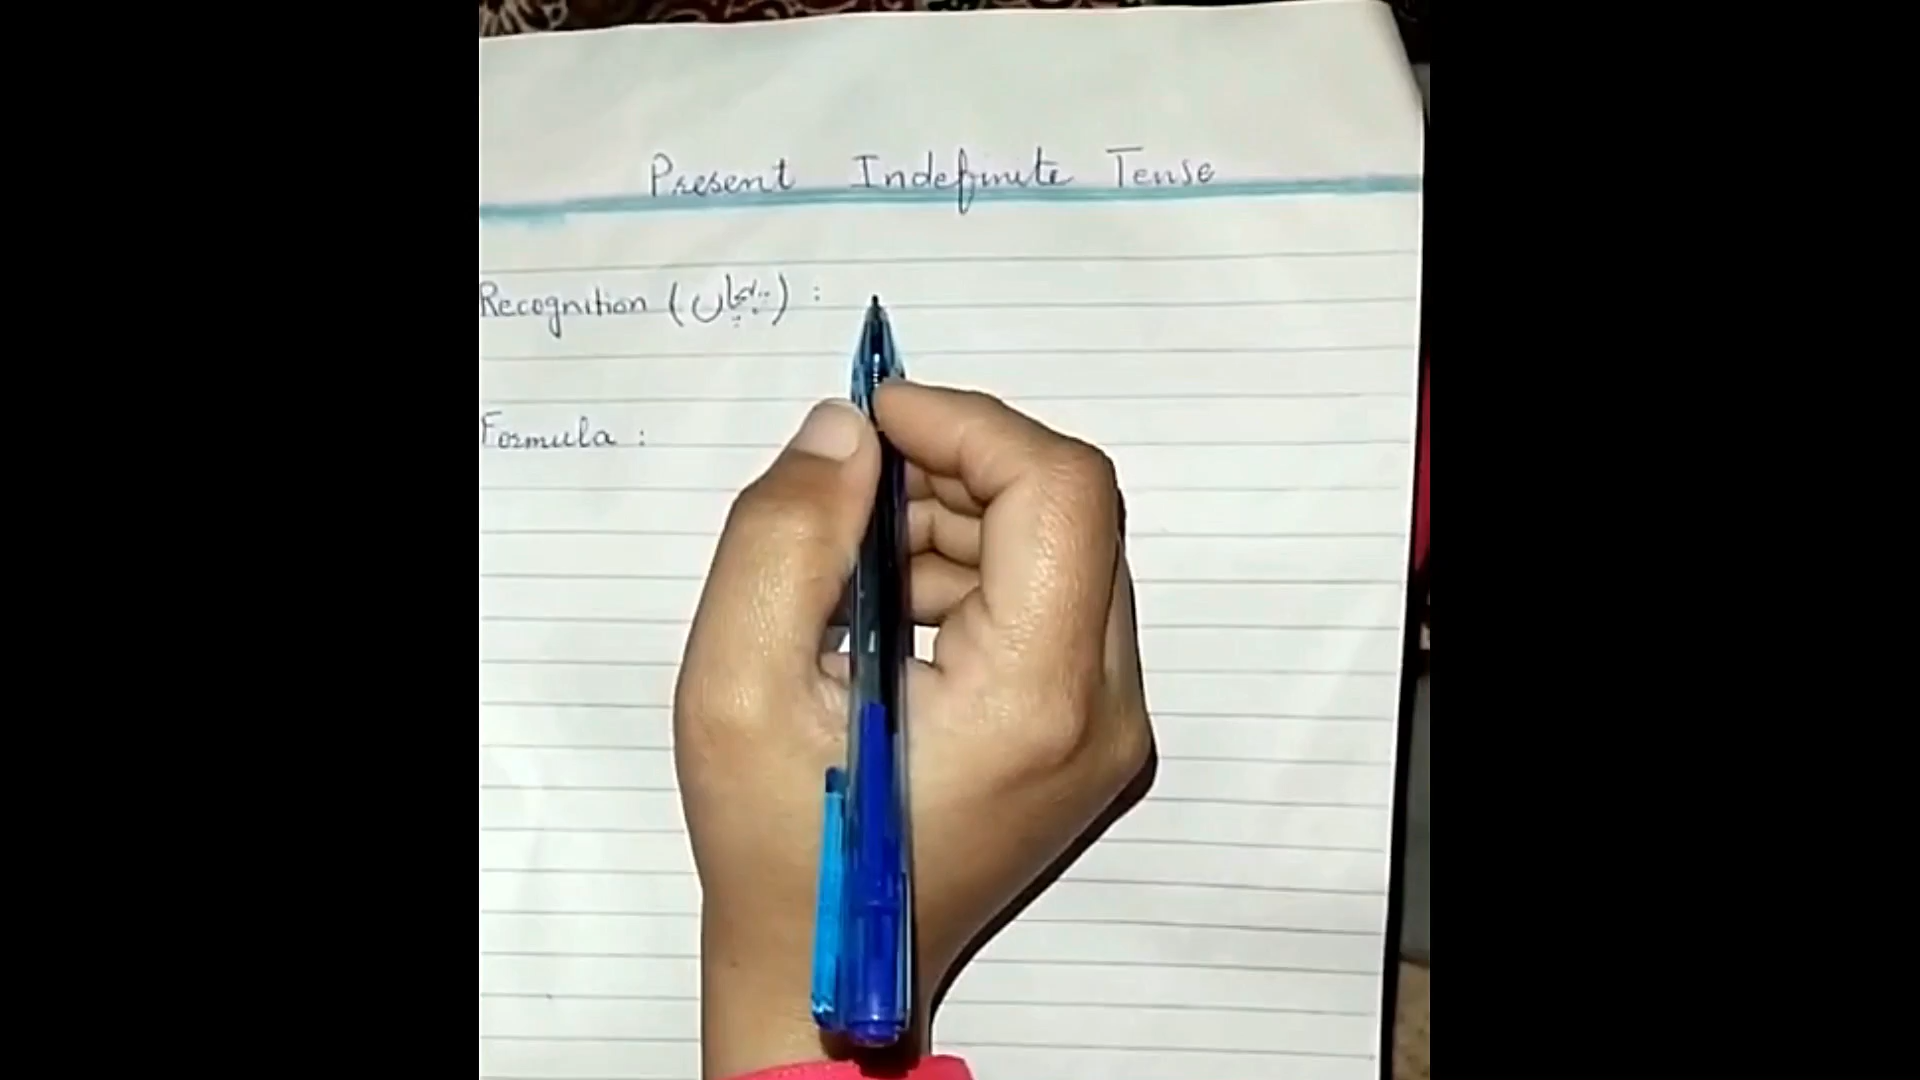 Present Indefinite Tense
Recognition (پہچان) :
Formula :